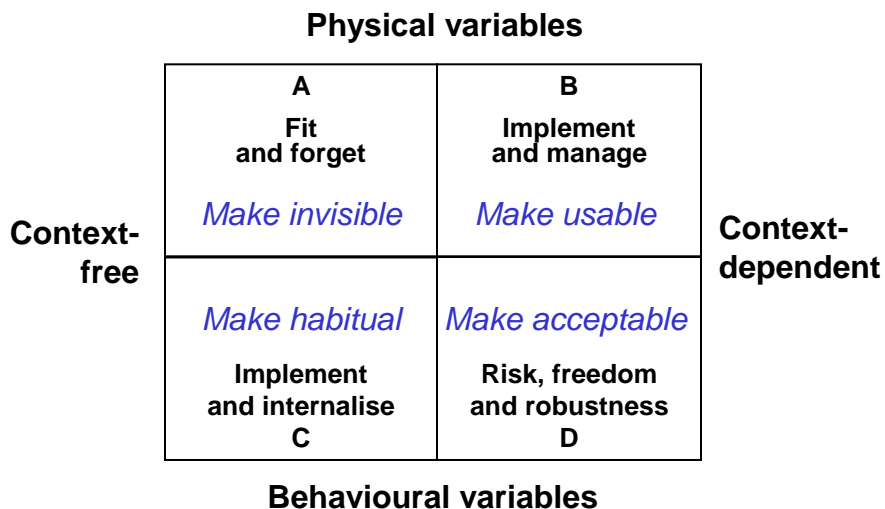 Physical variables
A
B
Fit
and forget
Implement
and manage
Make invisible
Make usable
Context-
free
Context-
dependent
Make habitual
Make acceptable
Implement
and internalise
C
Risk, freedom
and robustness
D
Behavioural variables